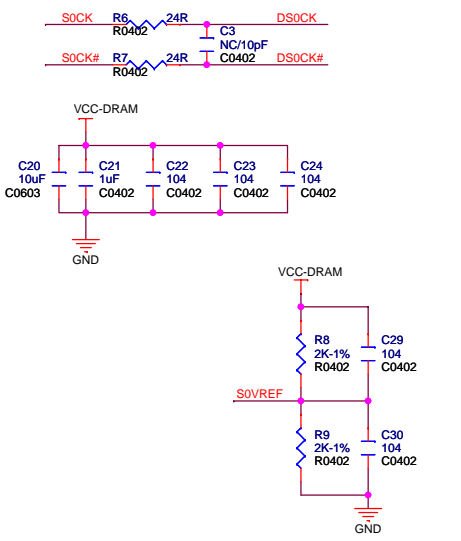 S0CK R6 24R DS0CK
R0402
C3
NC/10pF
S0CK# R7 24R C0402 DS0CK#
R0402
VCC-DRAM
C20 C21 C22 C23 C24
10uF 1uF 104 104 104
C0603 C0402 C0402 C0402 C0402
GND
VCC-DRAM
R8 C29
2K-1% 104
R0402 C0402
S0VREF
R9 C30
2K-1% 104
R0402 C0402
GND